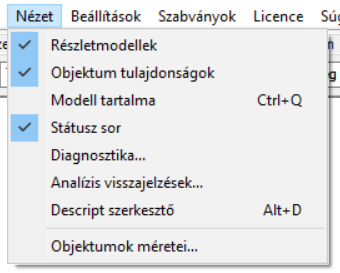 Nézet Beállítások Szabványok Licence
Részletmodellek
Objektum tulajdonságok
Modell tartalma Ctrl+Q
Státusz sor
Diagnosztika...
Analízis visszajelzések...
Descript szerkesztő Alt+D
Objektumok méretei...